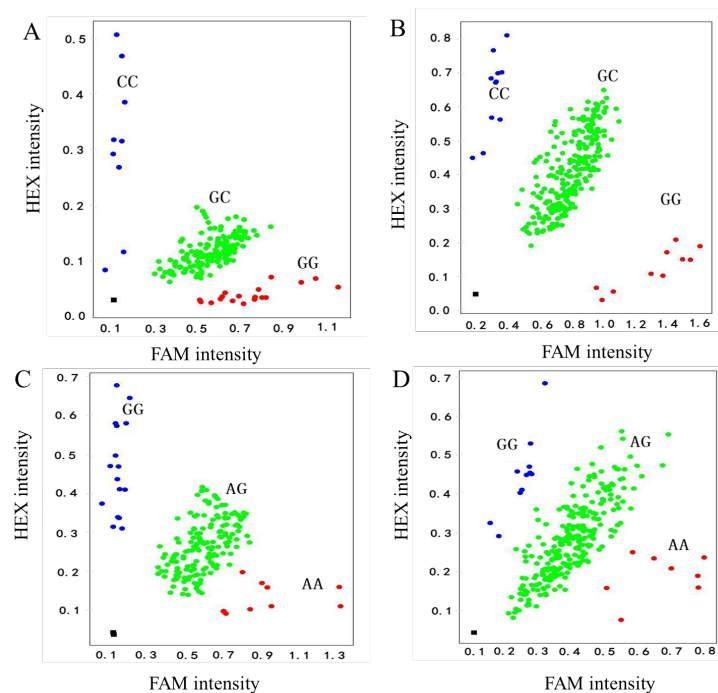 A
0.5
0.4
0.3
0.2
0.1
0.0
HEX intensity
CC
GC
GG
0.1 0.3 0.5 0.7 0.9 1.1
FAM intensity
B
0.8
0.7
0.6
0.5
0.4
0.3
0.2
0.1
0.0
HEX intensity
CC
GC
GG
0.2 0.4 0.6 0.8 1.0 1.2 1.4 1.6
FAM intensity
C
0.7
0.6
0.5
0.4
0.3
0.2
0.1
HEX intensity
GG
AG
AA
0.1 0.3 0.5 0.7 0.9 1.1 1.3
FAM intensity
D
0.7
0.6
0.5
0.4
0.3
0.2
0.1
HEX intensity
GG
AG
AA
0.1 0.2 0.3 0.4 0.5 0.6 0.7 0.8
FAM intensity